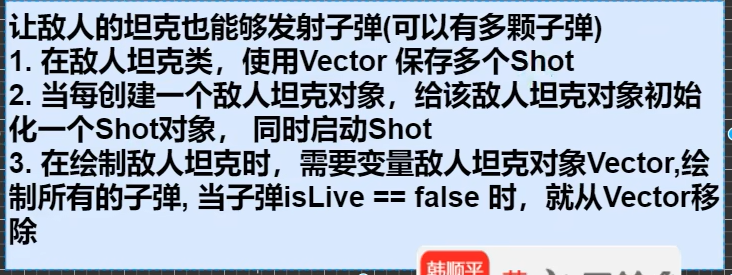 让敌人的坦克也能够发射子弹(可以有多颗子弹)
1. 在敌人坦克类，使用Vector 保存多个Shot
2. 当每创建一个敌人坦克对象，给该敌人坦克对象初始
化一个Shot对象， 同时启动Shot
3. 在绘制敌人坦克时，需要变量敌人坦克对象Vector,绘
制所有的子弹, 当子弹isLive == false 时，就从Vector移
除
韩顺平